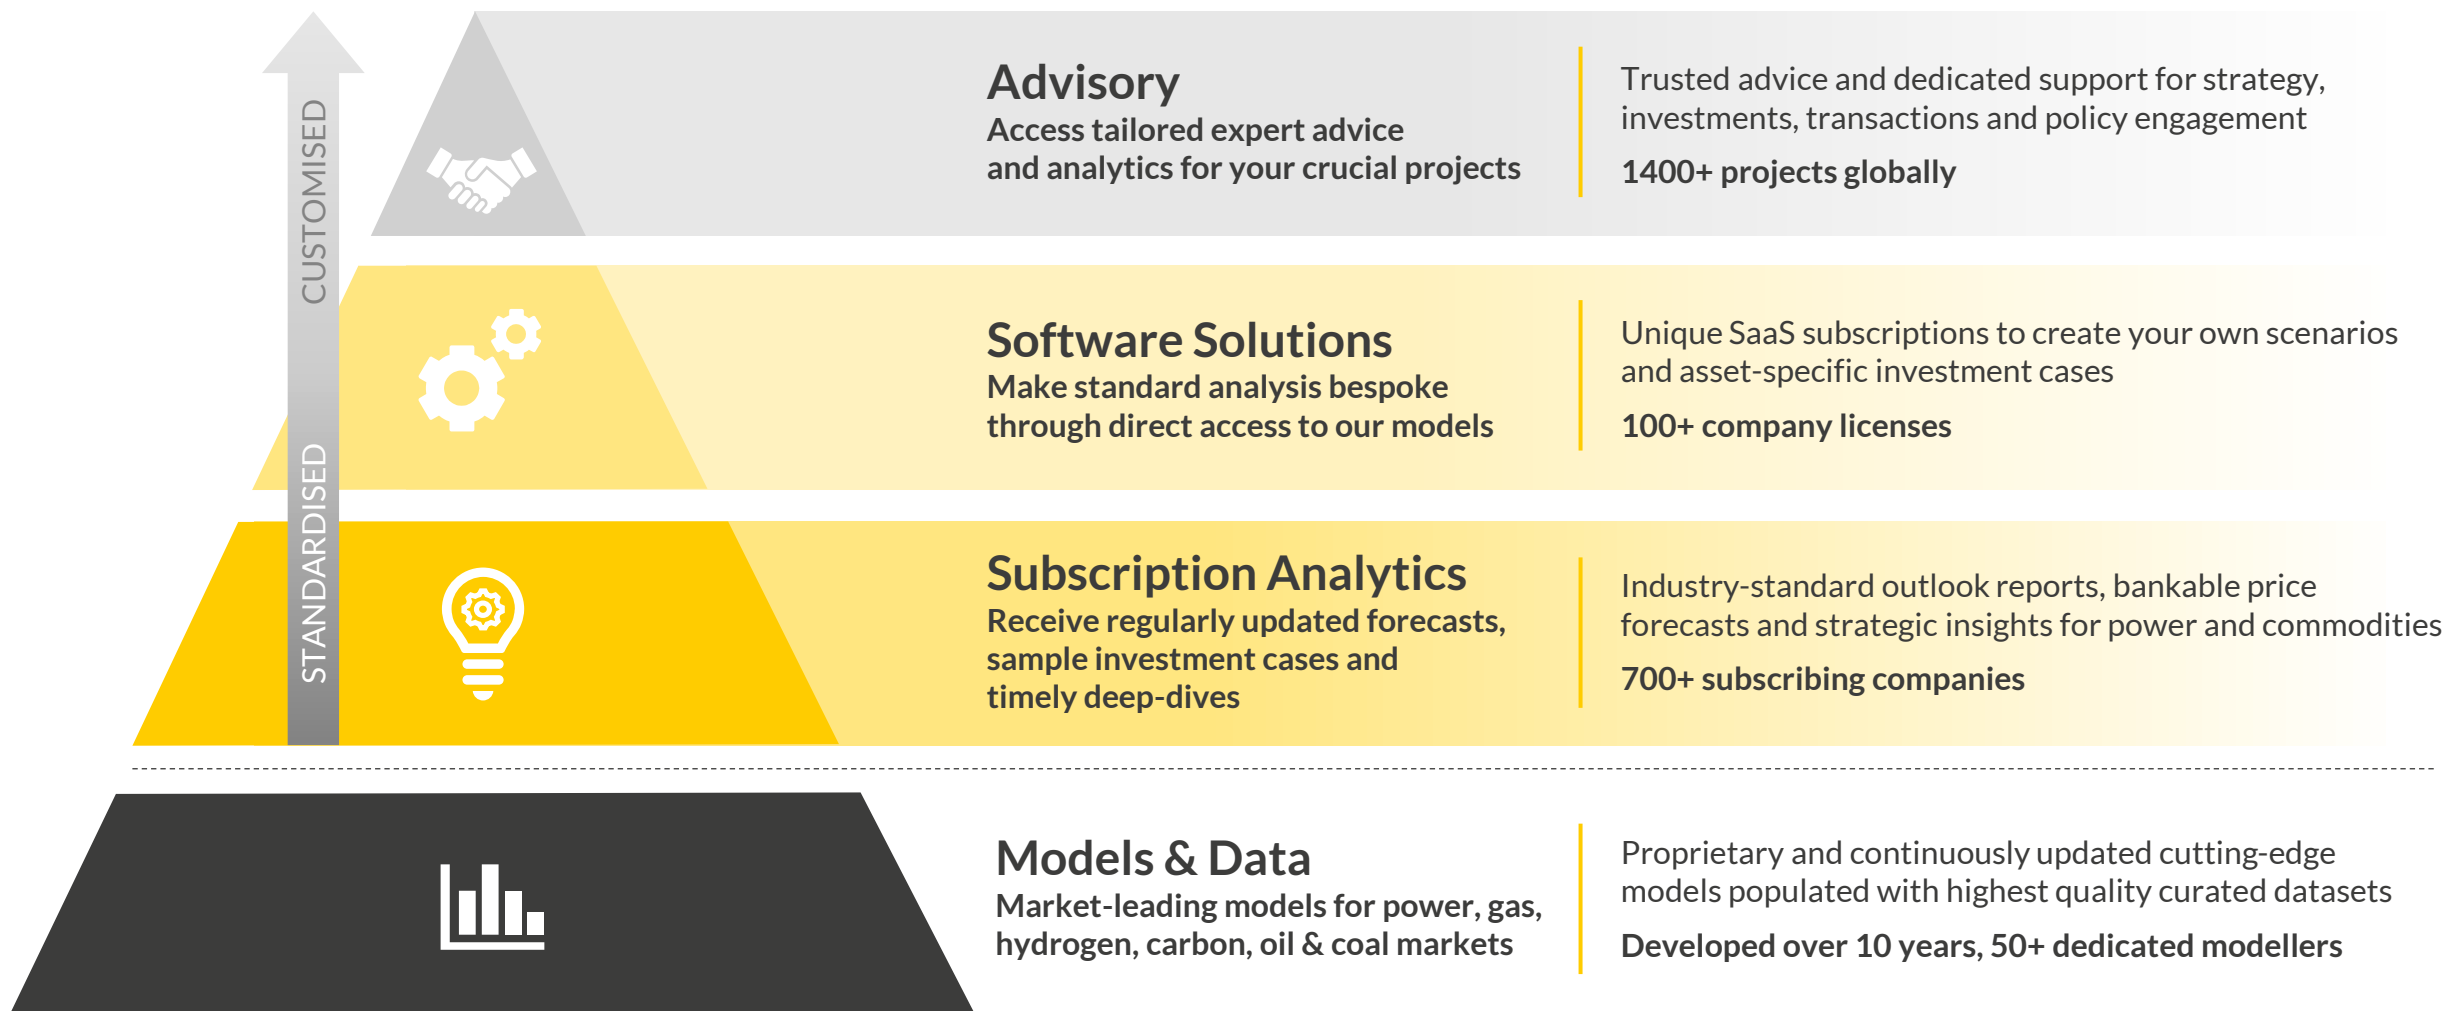 CUSTOMISED
STANDARDISED
Advisory
Access tailored expert advice
and analytics for your crucial projects
Trusted advice and dedicated support for strategy,
investments, transactions and policy engagement
1400+ projects globally
Software Solutions
Make standard analysis bespoke
through direct access to our models
Unique SaaS subscriptions to create your own scenarios
and asset-specific investment cases
100+ company licenses
Subscription Analytics
Receive regularly updated forecasts,
sample investment cases and
timely deep-dives
Industry-standard outlook reports, bankable price
forecasts and strategic insights for power and commodities
700+ subscribing companies
Models & Data
Market-leading models for power, gas,
hydrogen, carbon, oil & coal markets
Proprietary and continuously updated cutting-edge
models populated with highest quality curated datasets
Developed over 10 years, 50+ dedicated modellers